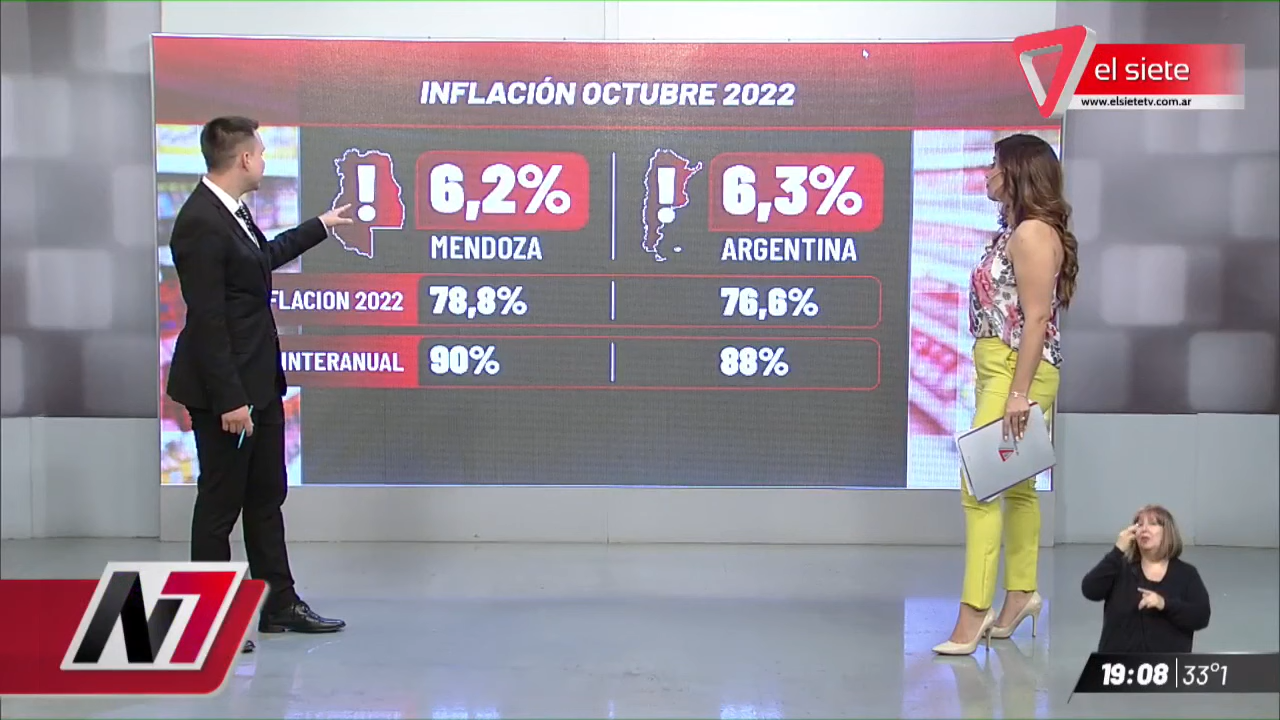 el siete
www.elsietetv.com.ar
INFLACIÓN OCTUBRE 2022
! 6,2% ! 6,3%
MENDOZA ARGENTINA
FLACION 2022 78,8% 76,6%
INTERANUAL 90% 88%
N7
19:08 33°1